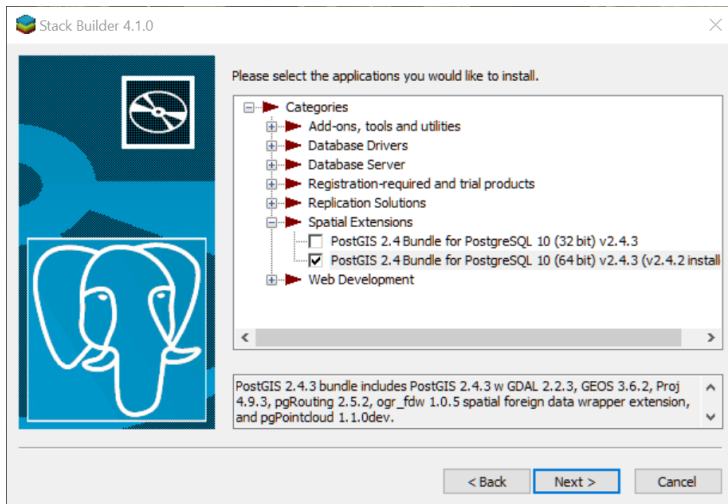 Stack Builder 4.1.0
Please select the applications you would like to install.
Categories
Add-ons, tools and utilities
Database Drivers
Database Server
Registration-required and trial products
Replication Solutions
Spatial Extensions
PostGIS 2.4 Bundle for PostgreSQL 10 (32 bit) v2.4.3
PostGIS 2.4 Bundle for PostgreSQL 10 (64 bit) v2.4.3 (v2.4.2 install
Web Development
PostGIS 2.4.3 bundle includes PostGIS 2.4.3 w GDAL 2.2.3, GEOS 3.6.2, Proj
4.9.3, pgRouting 2.5.2, ogr_fdw 1.0.5 spatial foreign data wrapper extension,
and pgPointcloud 1.1.0dev.
< Back Next > Cancel